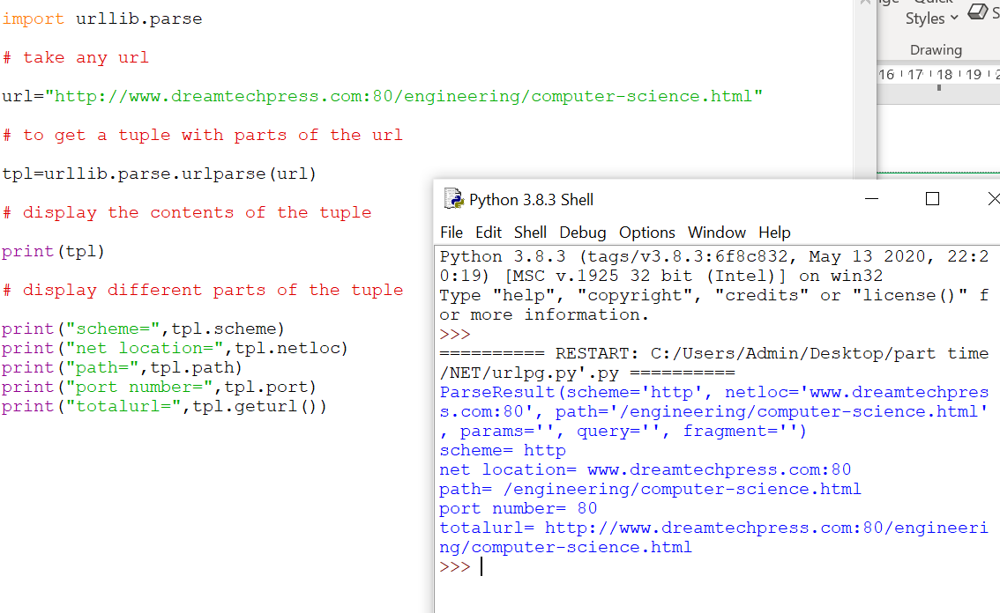 import urllib.parse
# take any url
url="http://www.dreamtechpress.com:80/engineering/computer-science.html"
# to get a tuple with parts of the url
tpl=urllib.parse.urlparse(url)
# display the contents of the tuple
print(tpl)
# display different parts of the tuple
print("scheme=",tpl.scheme)
print("net location=",tpl.netloc)
print("path=",tpl.path)
print("port number=",tpl.port)
print("totalurl=",tpl.geturl())
Styles
Drawing
16 17 18 19
Python 3.8.3 Shell
File Edit Shell Debug Options Window Help
Python 3.8.3 (tags/v3.8.3:6f8c832, May 13 2020, 22:2
0:19) [MSC v.1925 32 bit (Intel)] on win32
Type "help", "copyright", "credits" or "license()" f
or more information.
>>>
========== RESTART: C:/Users/Admin/Desktop/part time
/NET/urlpg.py'.py ==========
ParseResult(scheme='http', netloc='www.dreamtechpres
s.com:80', path='/engineering/computer-science.html'
, params='', query='', fragment='')
scheme= http
net location= www.dreamtechpress.com:80
path= /engineering/computer-science.html
port number= 80
totalurl= http://www.dreamtechpress.com:80/engineeri
ng/computer-science.html
>>>